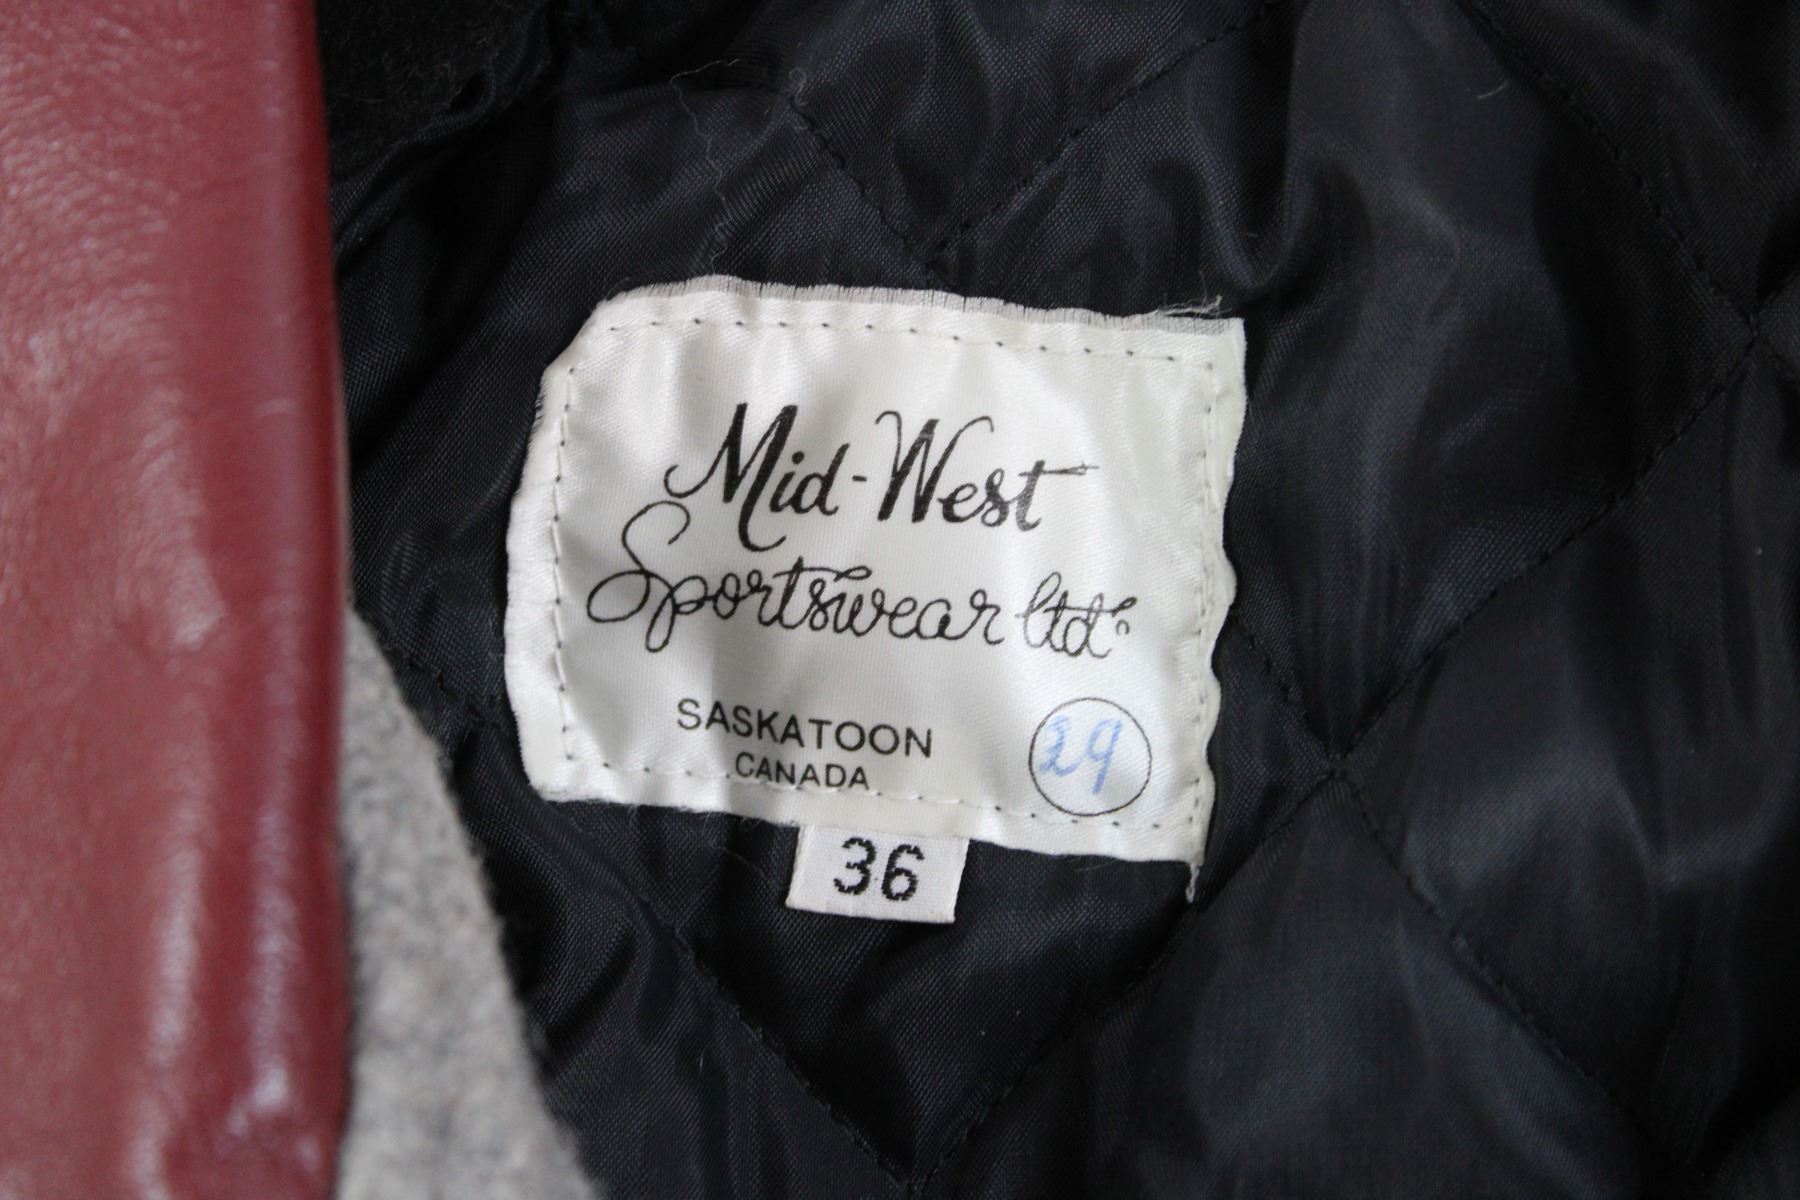 Mid-West
Sportswear ltd.
SASKATOON
CANADA
29
36